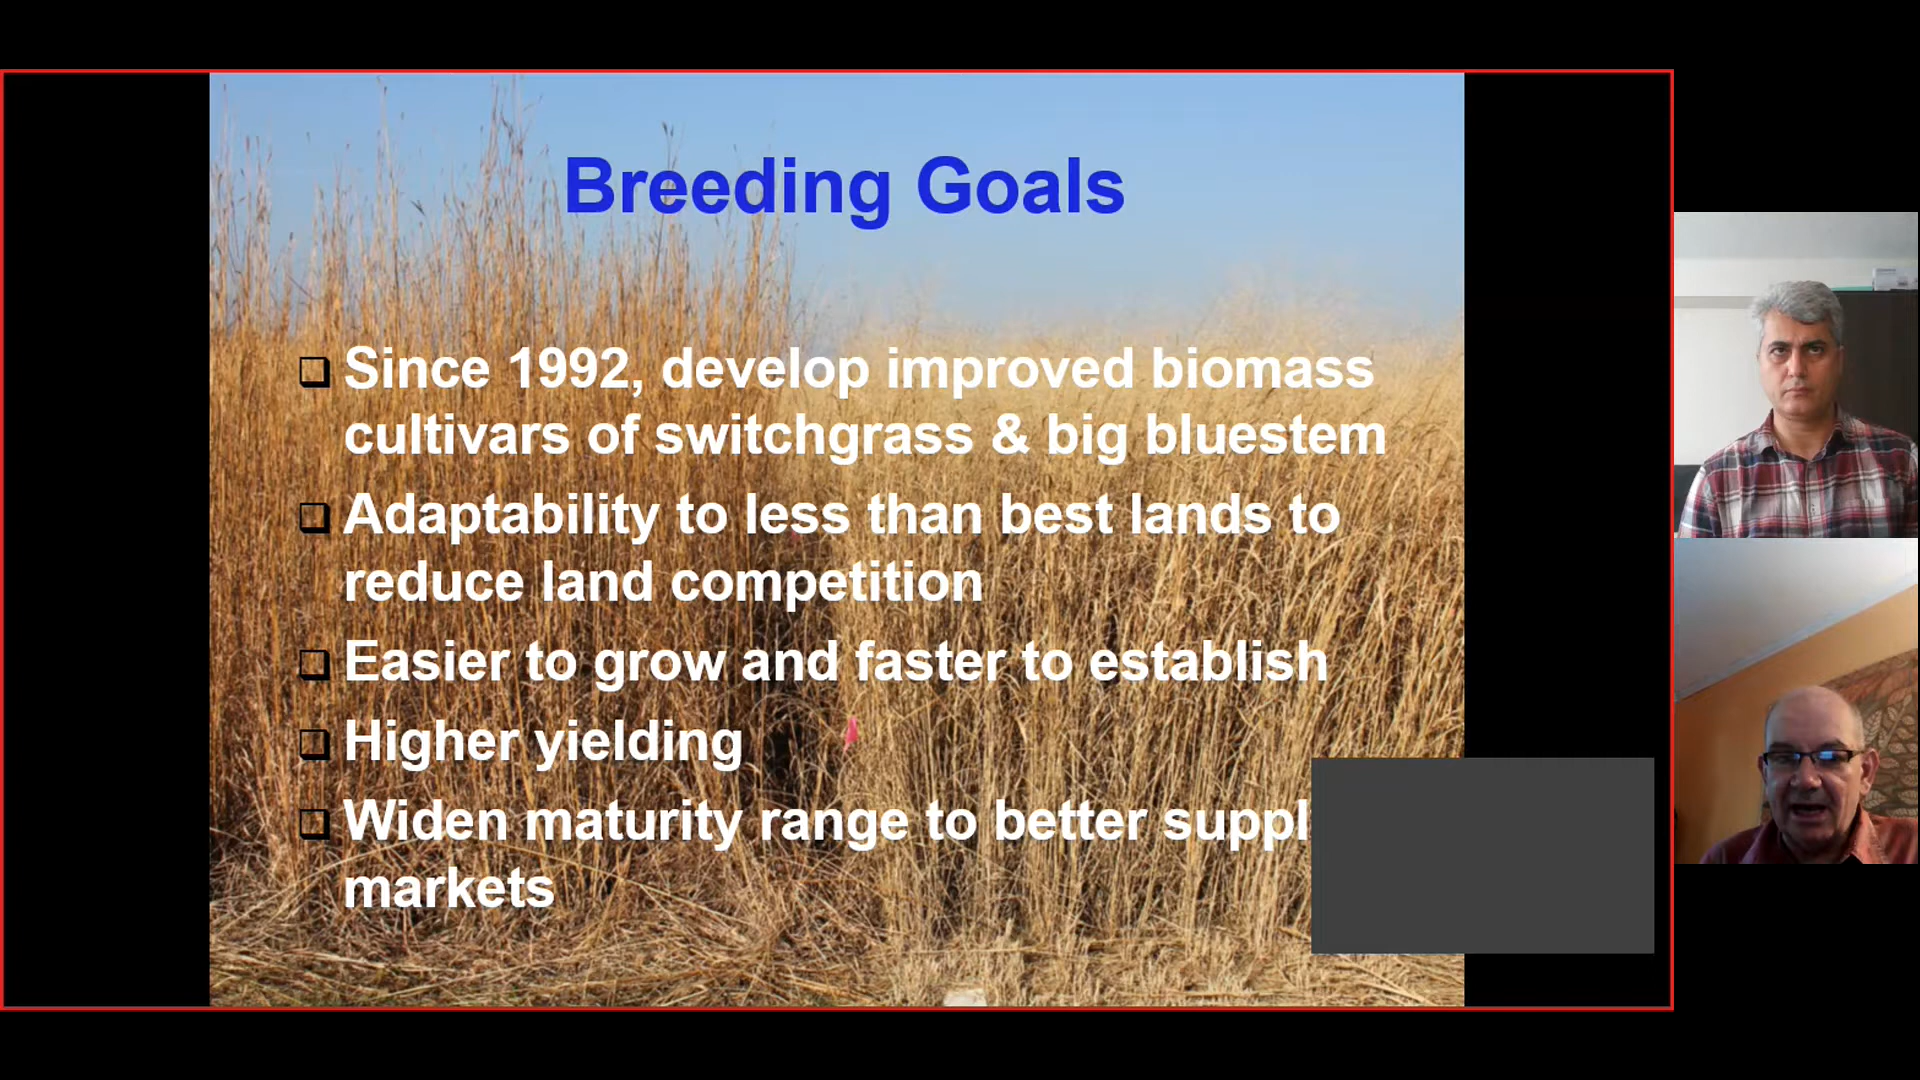 Breeding Goals
Since 1992, develop improved biomass
cultivars of switchgrass & big bluestem
Adaptability to less than best lands to
reduce land competition
Easier to grow and faster to establish
Higher yielding
Widen maturity range to better suppl
markets